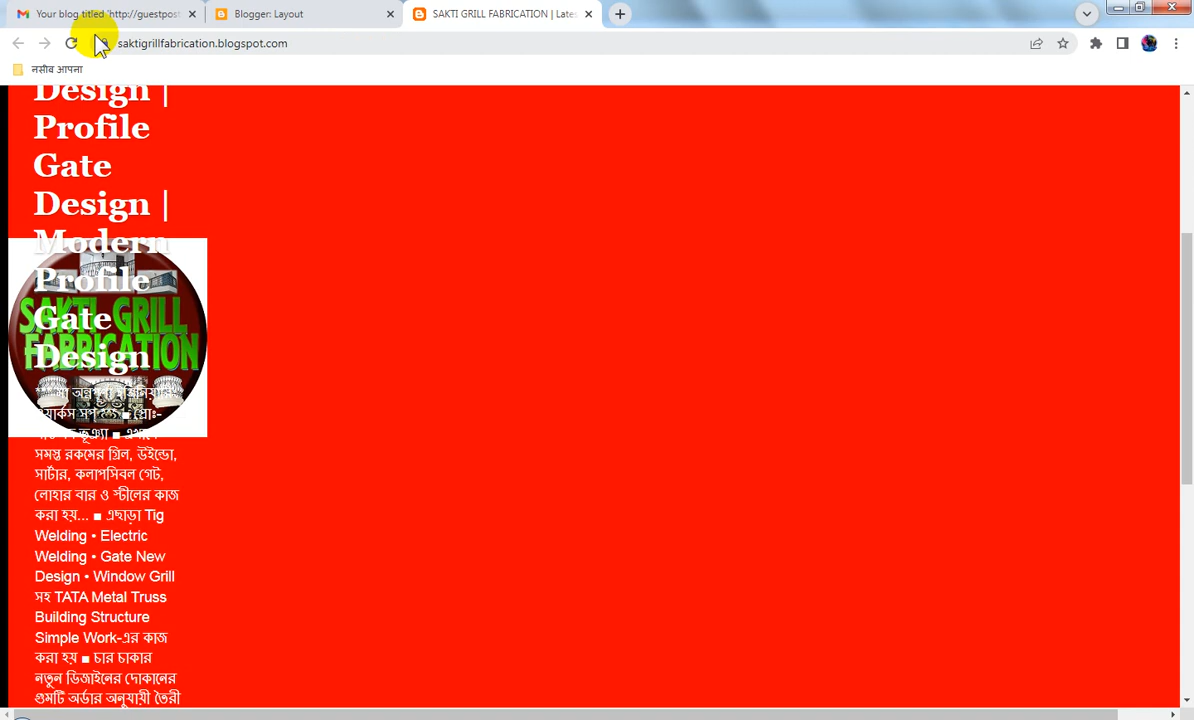 Your blog titled 'http://guestpost
Blogger: Layout
SAKTI GRILL FABRICATION | Late
saktigrillfabrication.blogspot.com
नसीब आपना
Design |
Profile
Gate
Design |
Modern
Profile
Gate
Design
SAKTI GRILL
FABRICATION
সমস্ত রকমের গ্রিল, উইন্ডো,
সার্টার, কলাপসিবল গেট,
লোহার বার ও স্টীলের কাজ
করা হয়... ■ এছাড়া Tig
Welding • Electric
Welding • Gate New
Design • Window Grill
সহ TATA Metal Truss
Building Structure
Simple Work-এর কাজ
করা হয় ■ চার চাকার
নতুন ডিজাইনের দোকানের
গুমটি অর্ডার অনুযায়ী তৈরী